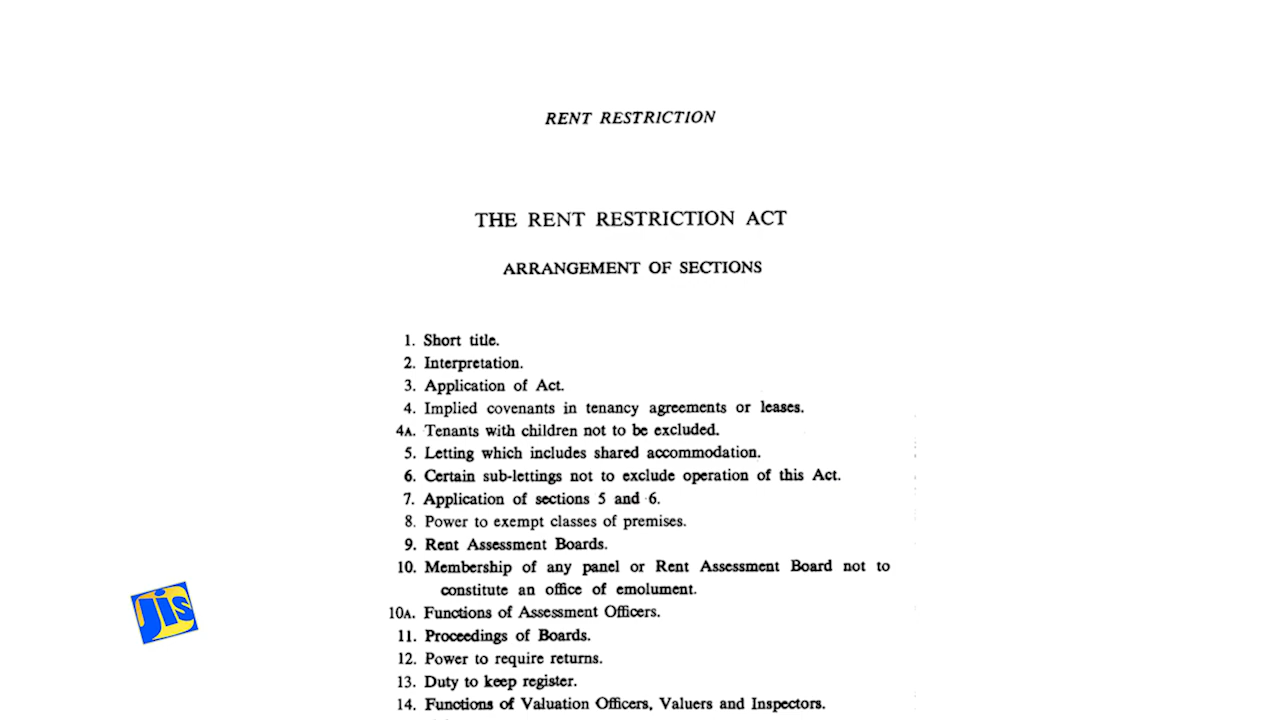 RENT RESTRICTION
THE RENT RESTRICTION ACT
ARRANGEMENT OF SECTIONS
1. Short title.
2. Interpretation.
3. Application of Act.
4. Implied covenants in tenancy agreements or leases.
4A. Tenants with children not to be excluded.
5. Letting which includes shared accommodation.
6. Certain sub-lettings not to exclude operation of this Act.
7. Application of sections 5 and 6.
8. Power to exempt classes of premises.
9. Rent Assessment Boards.
10. Membership of any panel or Rent Assessment Board not to
constitute an office of emolument.
10A. Functions of Assessment Officers.
11. Proceedings of Boards.
12. Power to require returns.
13. Duty to keep register.
14. Functions of Valuation Officers, Valuers and Inspectors.
jis